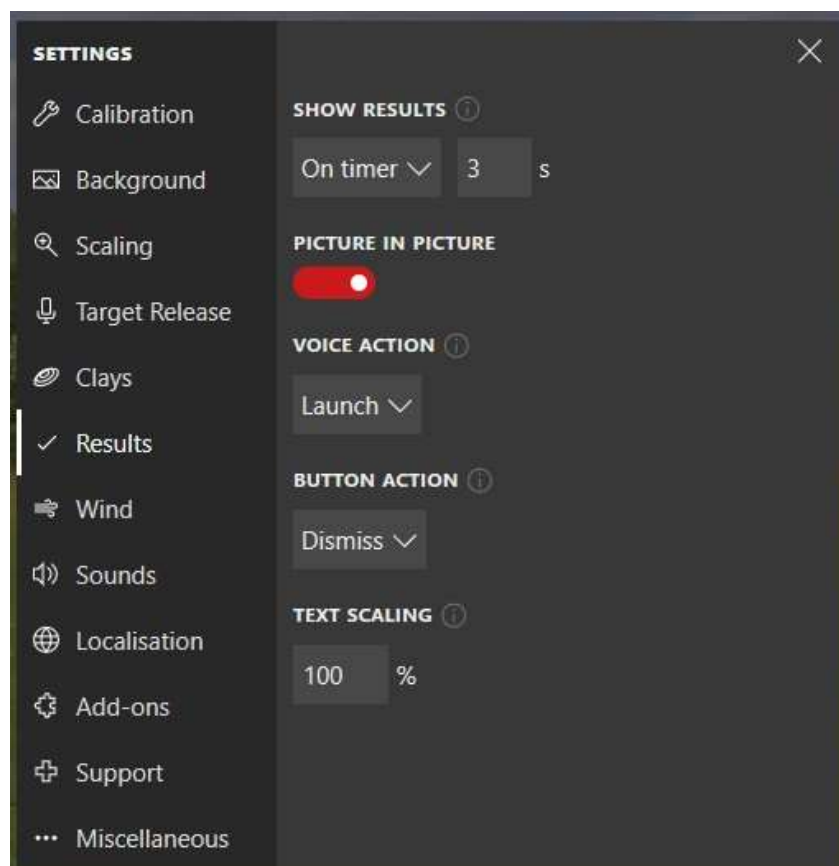 SETTINGS
Calibration
Background
Scaling
Target Release
Clays
Results
Wind
Sounds
Localisation
Add-ons
Support
Miscellaneous
SHOW RESULTS
On timer 3 s
PICTURE IN PICTURE
VOICE ACTION
Launch
BUTTON ACTION
Dismiss
TEXT SCALING
100 %